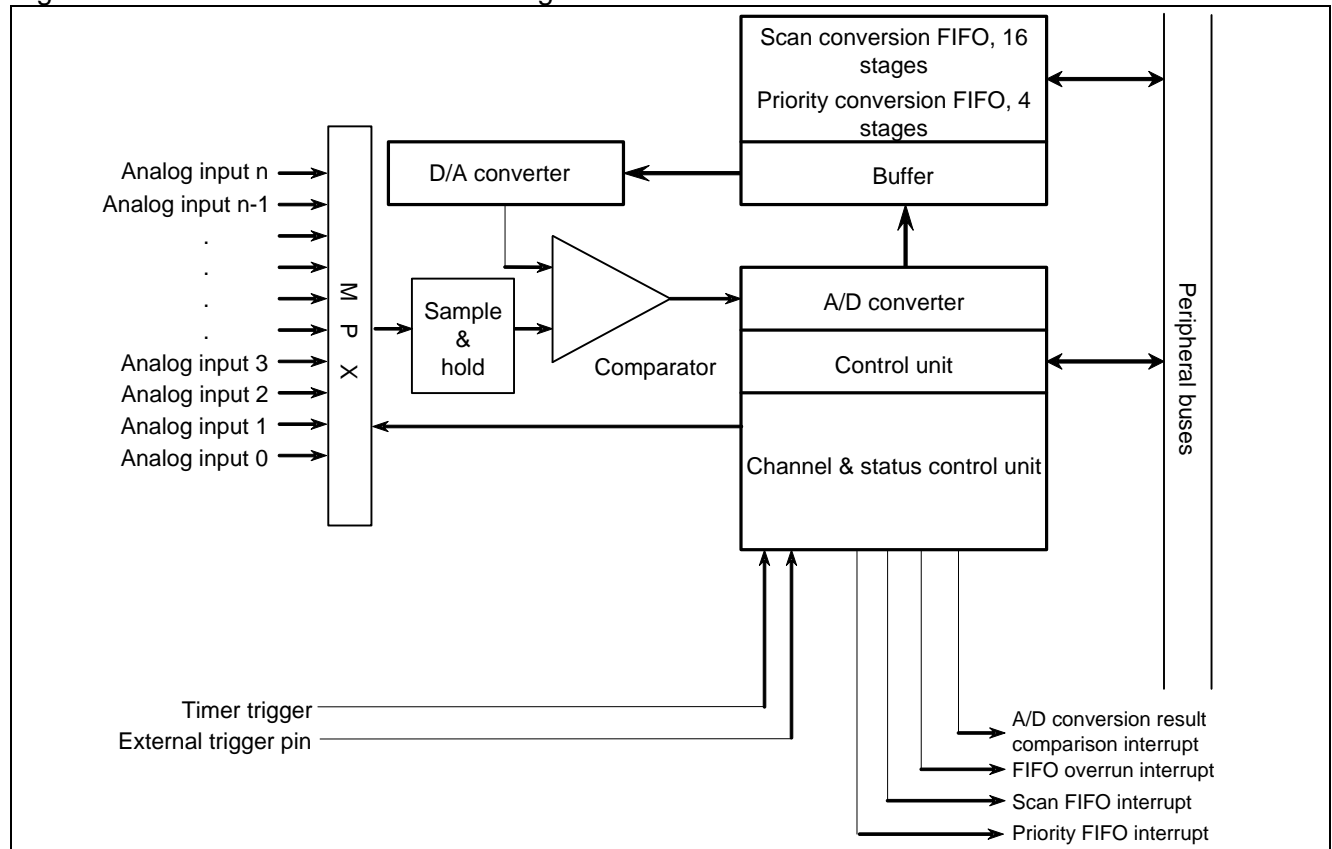 Scan conversion FIFO, 16
stages
Priority conversion FIFO, 4
stages
Buffer
D/A converter
Analog input n
Analog input n-1
.
.
.
.
Analog input 3
Analog input 2
Analog input 1
Analog input 0
M P X
Sample
&
hold
Comparator
A/D converter
Control unit
Channel & status control unit
Peripheral buses
Timer trigger
External trigger pin
A/D conversion result
comparison interrupt
FIFO overrun interrupt
Scan FIFO interrupt
Priority FIFO interrupt